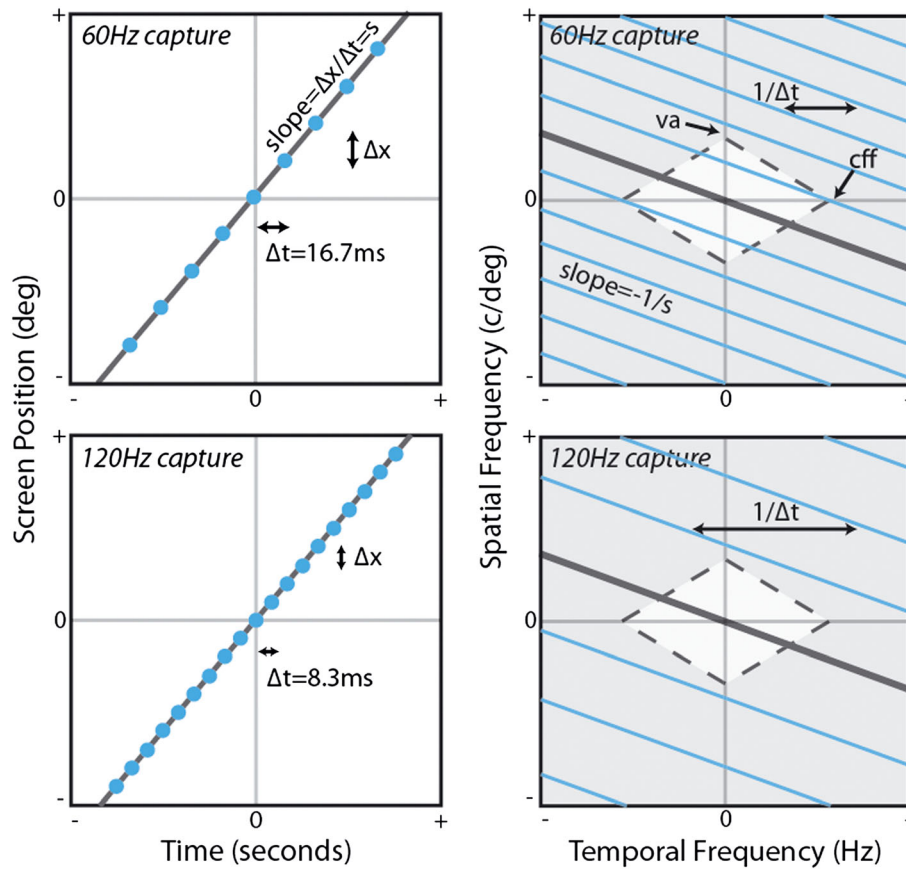 60Hz capture
slope=Δx/Δt=s
Δx
Δt=16.7ms
0
-
-
0
+
60Hz capture
1/Δt
va
cff
slope=-1/s
+
0
-
-
0
+
Screen Position (deg)
Spatial Frequency (c/deg)
+
120Hz capture
Δx
Δt=8.3ms
0
-
-
0
+
Time (seconds)
+
120Hz capture
1/Δt
0
-
-
0
+
Temporal Frequency (Hz)